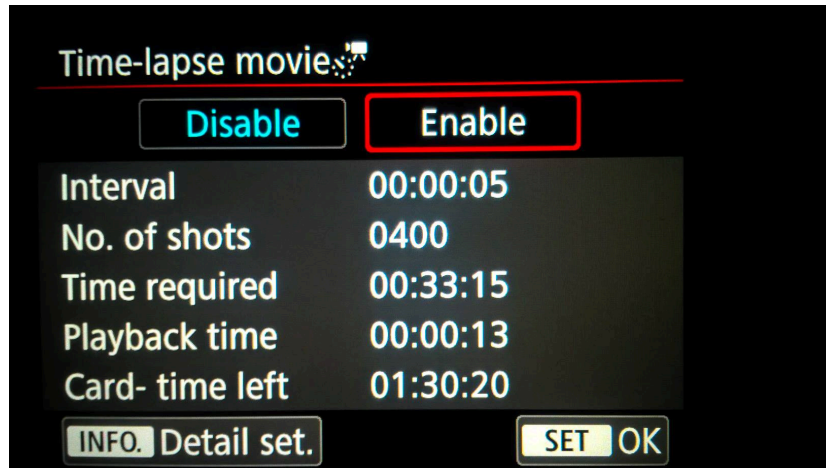 Time-lapse movie
Disable Enable
Interval 00:00:05
No. of shots 0400
Time required 00:33:15
Playback time 00:00:13
Card- time left 01:30:20
INFO. Detail set. SET OK